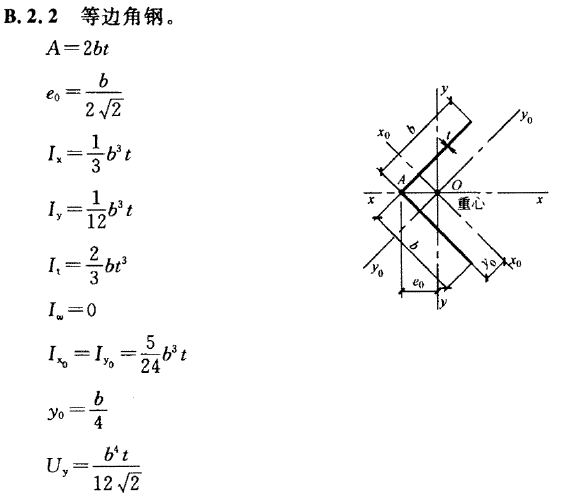 B.2.2 等边角钢。
A=2bt
e₀=b/(2√2)
Iₓ=1/3 b³t
I_y=1/12 b³t
I_t=2/3 bt³
I_ω=0
I_x₀=I_y₀=5/24 b³t
y₀=b/4
U_y=b⁴t/(12√2)
y
y₀
x₀
b
t
A
O
x
重心
x
b
y₀
y₀
x₀
e₀
y